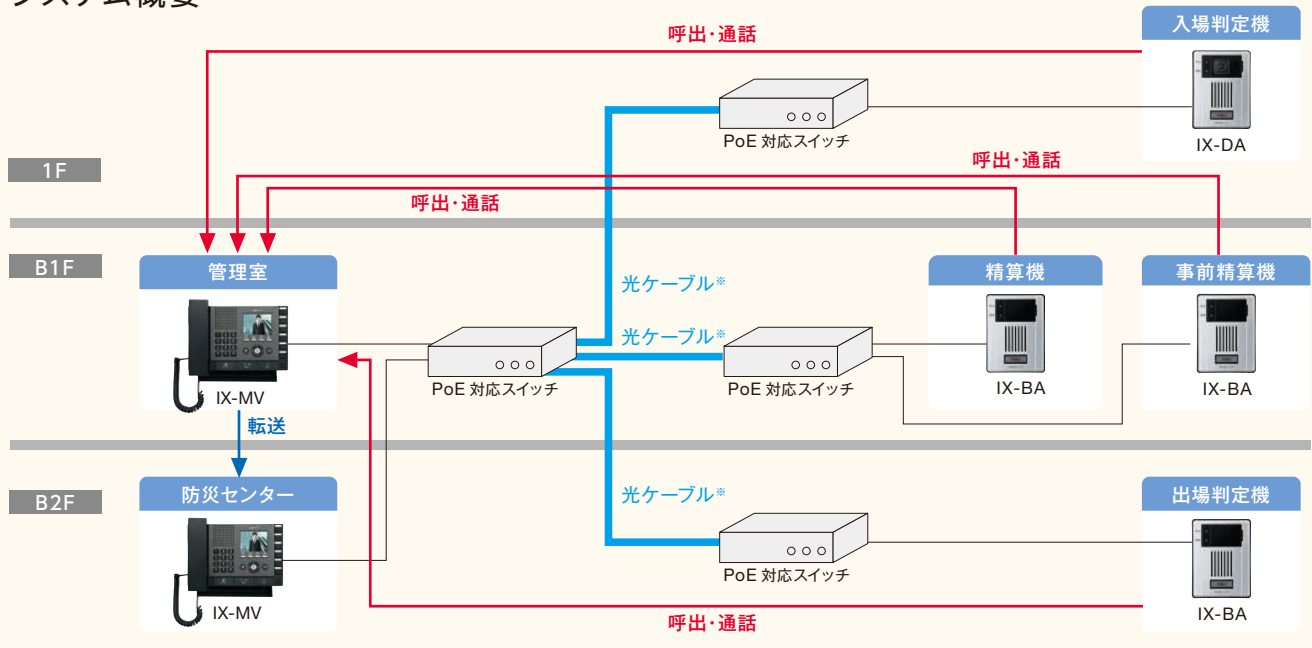 システム概要
入場判定機
呼出・通話
PoE 対応スイッチ
IX-DA
1F
呼出・通話
呼出・通話
B1F
管理室
精算機
事前精算機
光ケーブル※
光ケーブル※
PoE 対応スイッチ
PoE 対応スイッチ
IX-MV
IX-BA
IX-BA
転送
B2F
防災センター
光ケーブル※
出場判定機
PoE 対応スイッチ
IX-MV
IX-BA
呼出・通話